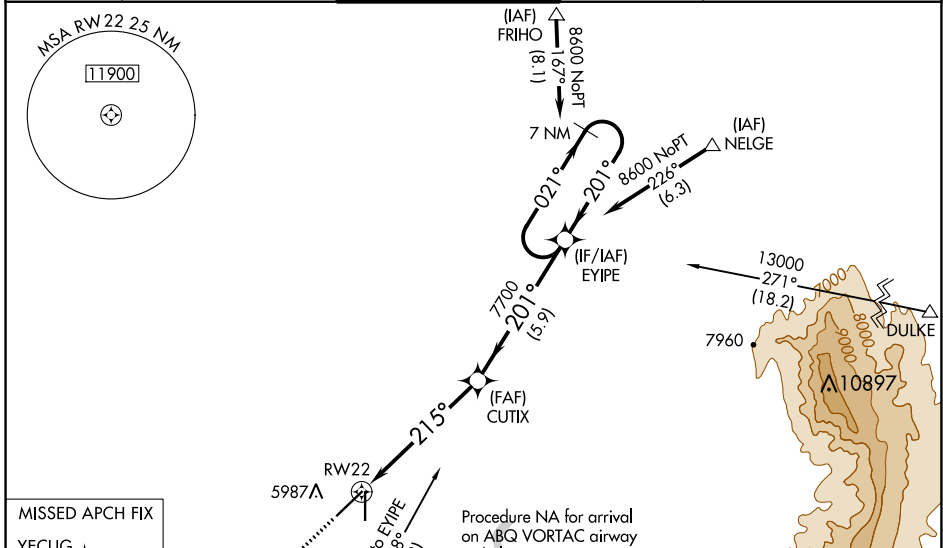 MSA RW22 25 NM
11900
(IAF)
FRIHO
8600 NoPT
167°
(8.1)
7 NM
021°
201°
8600 NoPT
226°
(6.3)
(IAF)
NELGE
(IF/IAF)
EYIPE
7700
201°
(5.9)
13000
271°
(18.2)
DULKE
7000
8000
9000
7960
10897
(FAF)
CUTIX
215°
RW22
5987
to EYIPE
8°
MISSED APCH FIX
YECUG
Procedure NA for arrival
on ABQ VORTAC airway